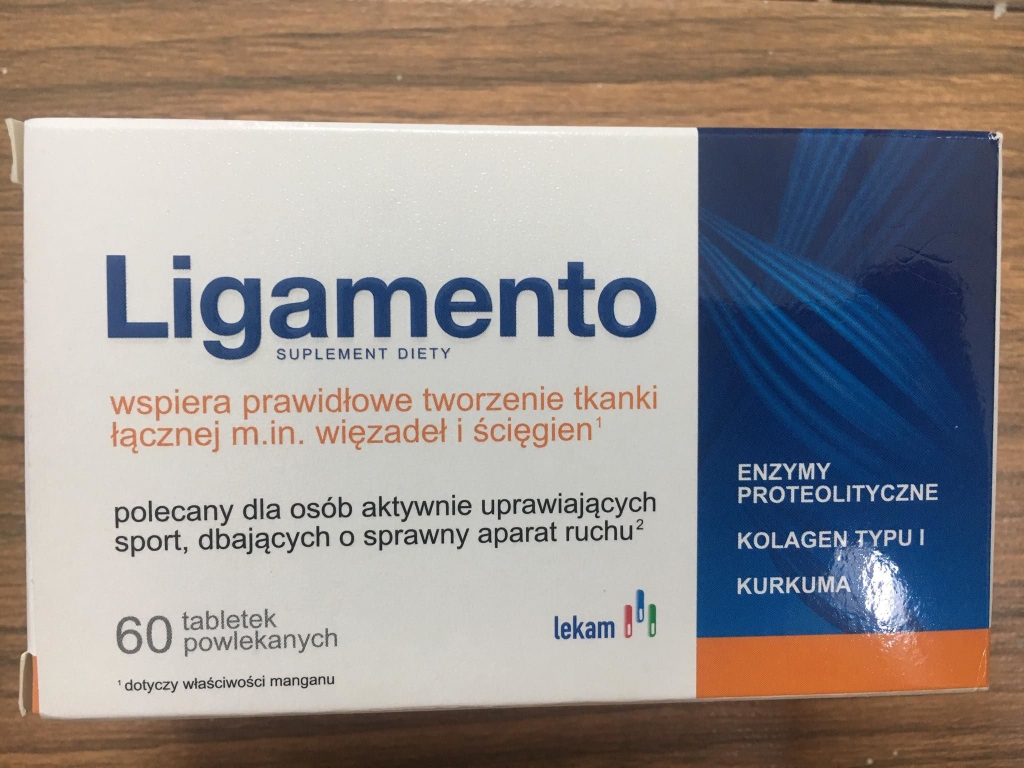 Ligamento
SUPLEMENT DIETY
wspiera prawidłowe tworzenie tkanki
łącznej m.in. więzadeł i ścięgien¹
polecany dla osób aktywnie uprawiających
sport, dbających o sprawny aparat ruchu²
60 tabletek
powlekanych
lekam
¹ dotyczy właściwości manganu
ENZYMY
PROTEOLITYCZNE
KOLAGEN TYPU I
KURKUMA